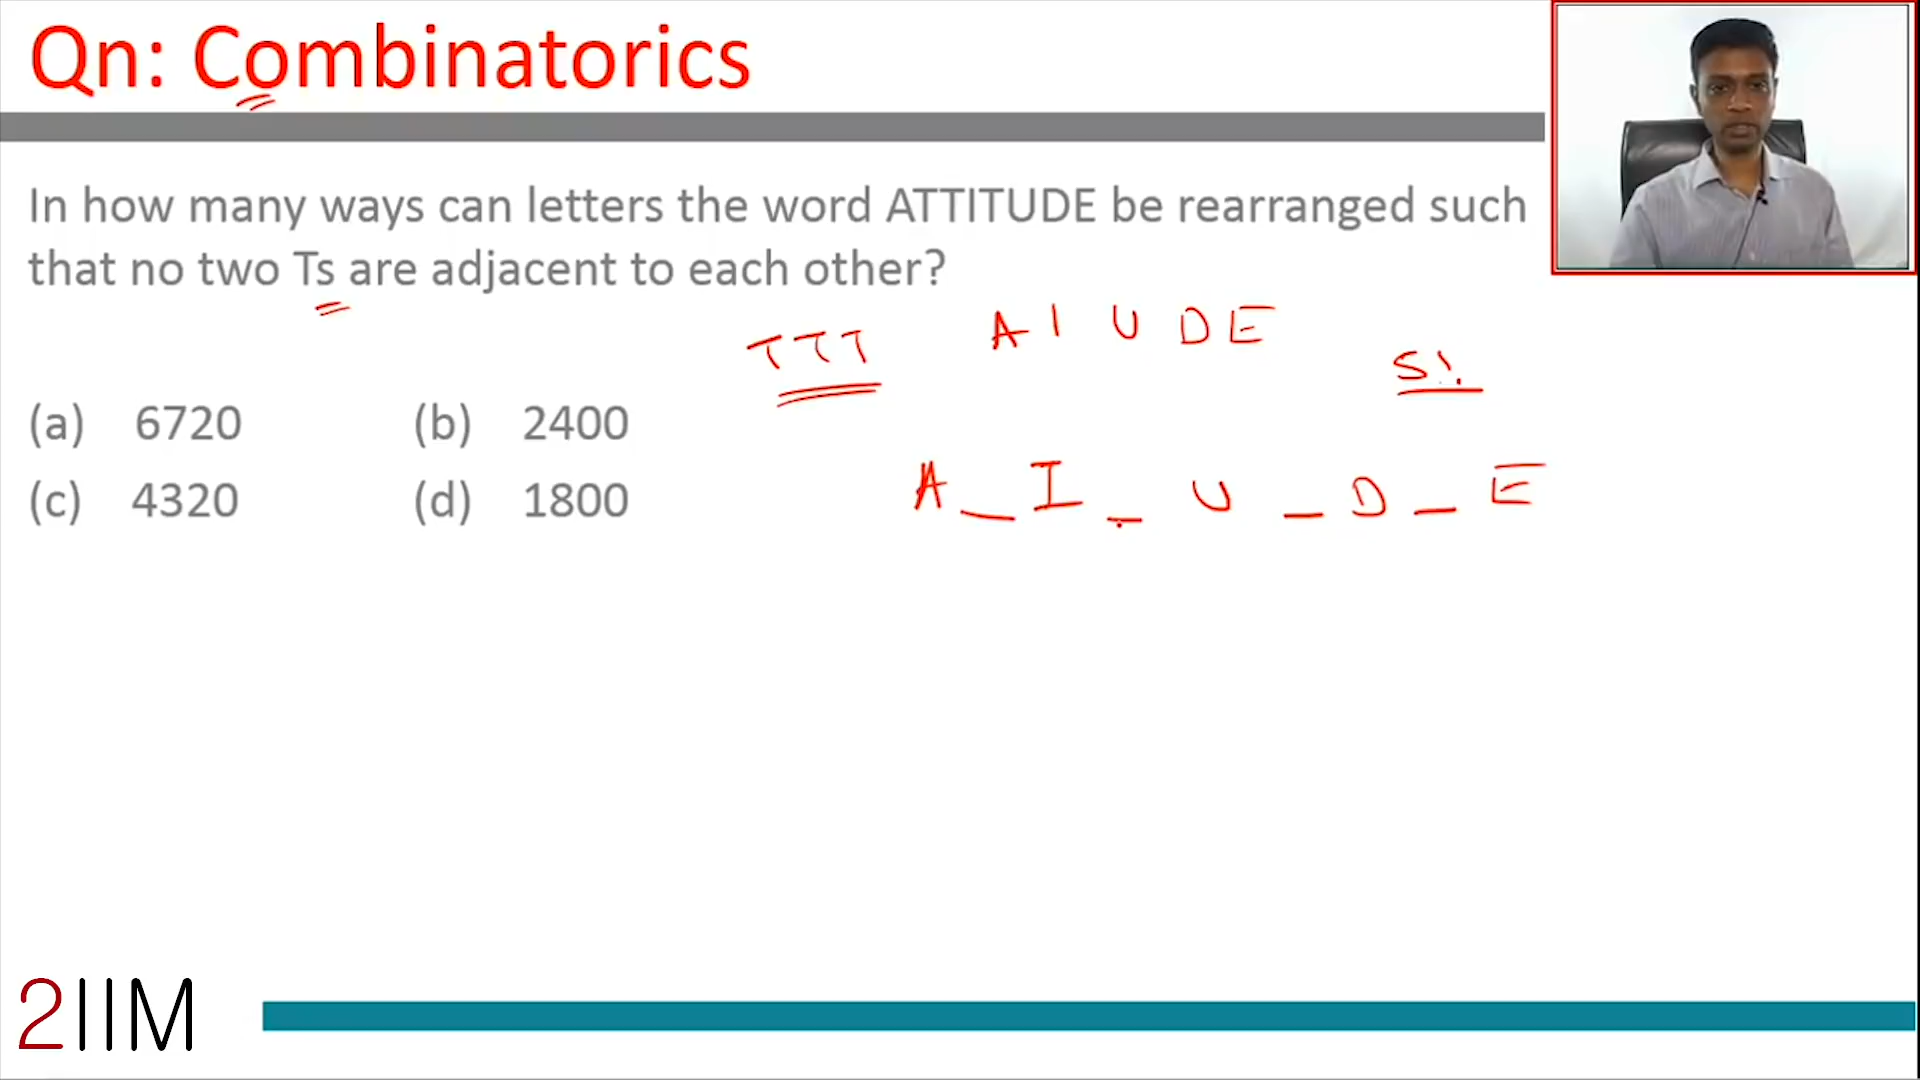 Qn: Combinatorics
In how many ways can letters the word ATTITUDE be rearranged such
that no two Ts are adjacent to each other?
TTT A I U D E
5!
(a) 6720 (b) 2400
(c) 4320 (d) 1800
A _ I _ U _ D _ E
2IIM